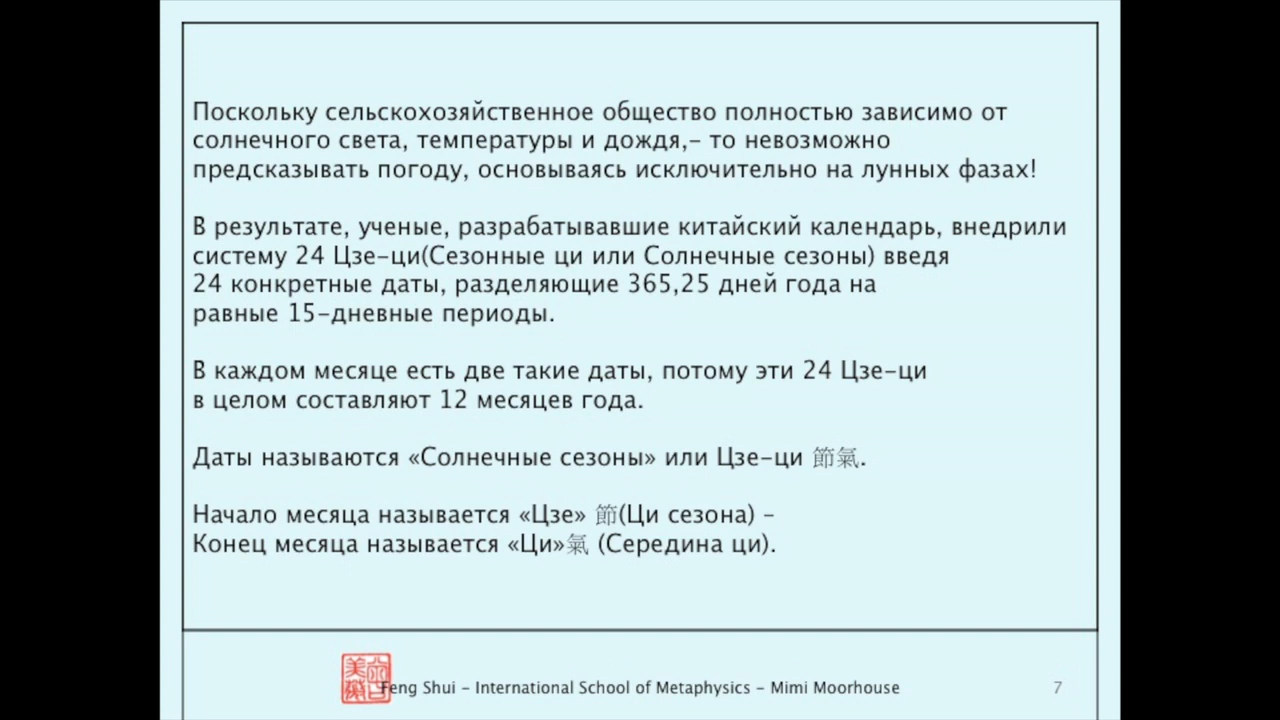 Поскольку сельскохозяйственное общество полностью зависимо от
солнечного света, температуры и дождя,– то невозможно
предсказывать погоду, основываясь исключительно на лунных фазах!
В результате, ученые, разрабатывавшие китайский календарь, внедрили
систему 24 Цзе-ци(Сезонные ци или Солнечные сезоны) введя
24 конкретные даты, разделяющие 365,25 дней года на
равные 15-дневные периоды.
В каждом месяце есть две такие даты, потому эти 24 Цзе-ци
в целом составляют 12 месяцев года.
Даты называются «Солнечные сезоны» или Цзе-ци 節氣.
Начало месяца называется «Цзе» 節(Ци сезона) –
Конец месяца называется «Ци»氣 (Середина ци).
Feng Shui – International School of Metaphysics – Mimi Moorhouse
7